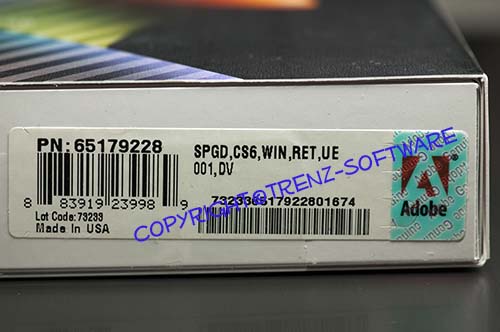 PN: 65179228
SPGD,CS6,WIN,RET,UE
001,DV
8 83919 23998 9
Lot Code:73233
Made in USA
Adobe
COPYRIGHT@TRENZ-SOFTWARE